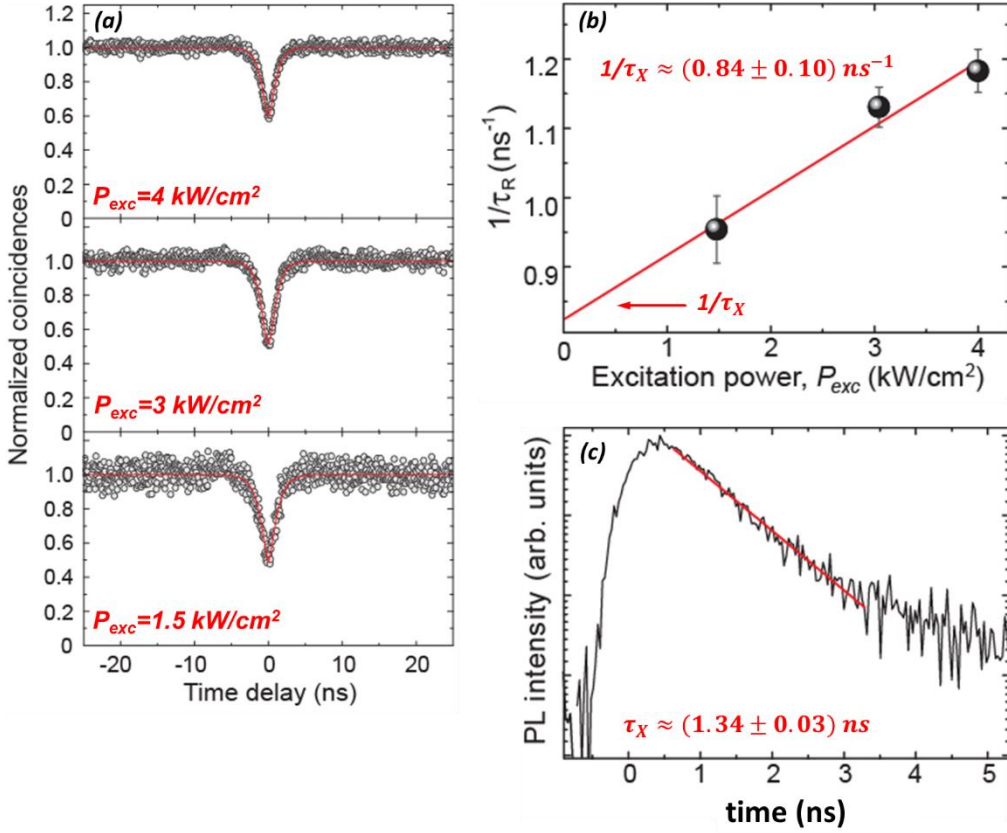 (a)
1.2
1.0
0.8
0.6
0.4
0.2
0
P_exc=4 kW/cm²
1.0
0.8
0.6
0.4
0.2
0
P_exc=3 kW/cm²
1.0
0.8
0.6
0.4
0.2
0
P_exc=1.5 kW/cm²
Normalized coincidences
-20 -10 0 10 20
Time delay (ns)
(b)
1/τ_X ≈ (0.84 ± 0.10) ns⁻¹
1.2
1.1
1.0
0.9
1/τ_R (ns⁻¹)
1/τ_X
0 1 2 3 4
Excitation power, P_exc (kW/cm²)
(c)
PL intensity (arb. units)
τ_X ≈ (1.34 ± 0.03) ns
0 1 2 3 4 5
time (ns)